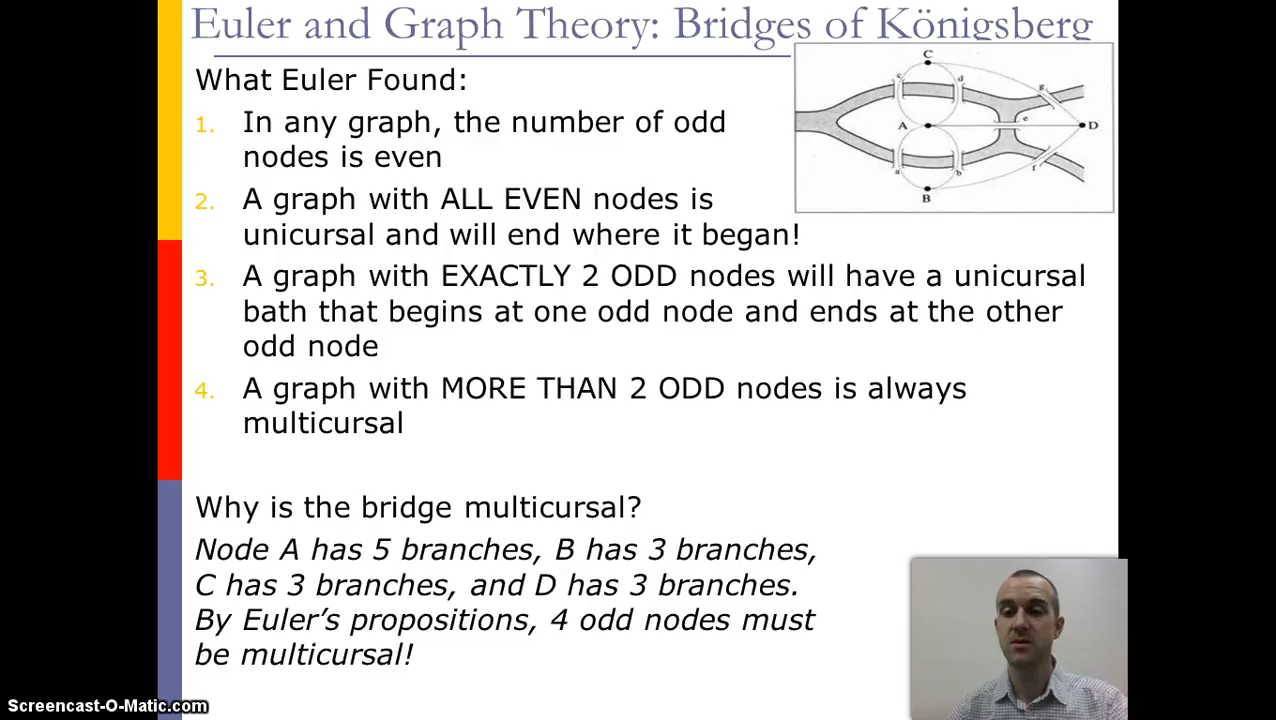 Euler and Graph Theory: Bridges of Königsberg
What Euler Found:
1. In any graph, the number of odd
nodes is even
2. A graph with ALL EVEN nodes is
unicursal and will end where it began!
3. A graph with EXACTLY 2 ODD nodes will have a unicursal
bath that begins at one odd node and ends at the other
odd node
4. A graph with MORE THAN 2 ODD nodes is always
multicursal
C
c d
g
A e D
a b f
B
Why is the bridge multicursal?
Node A has 5 branches, B has 3 branches,
C has 3 branches, and D has 3 branches.
By Euler's propositions, 4 odd nodes must
be multicursal!
Screencast-O-Matic.com